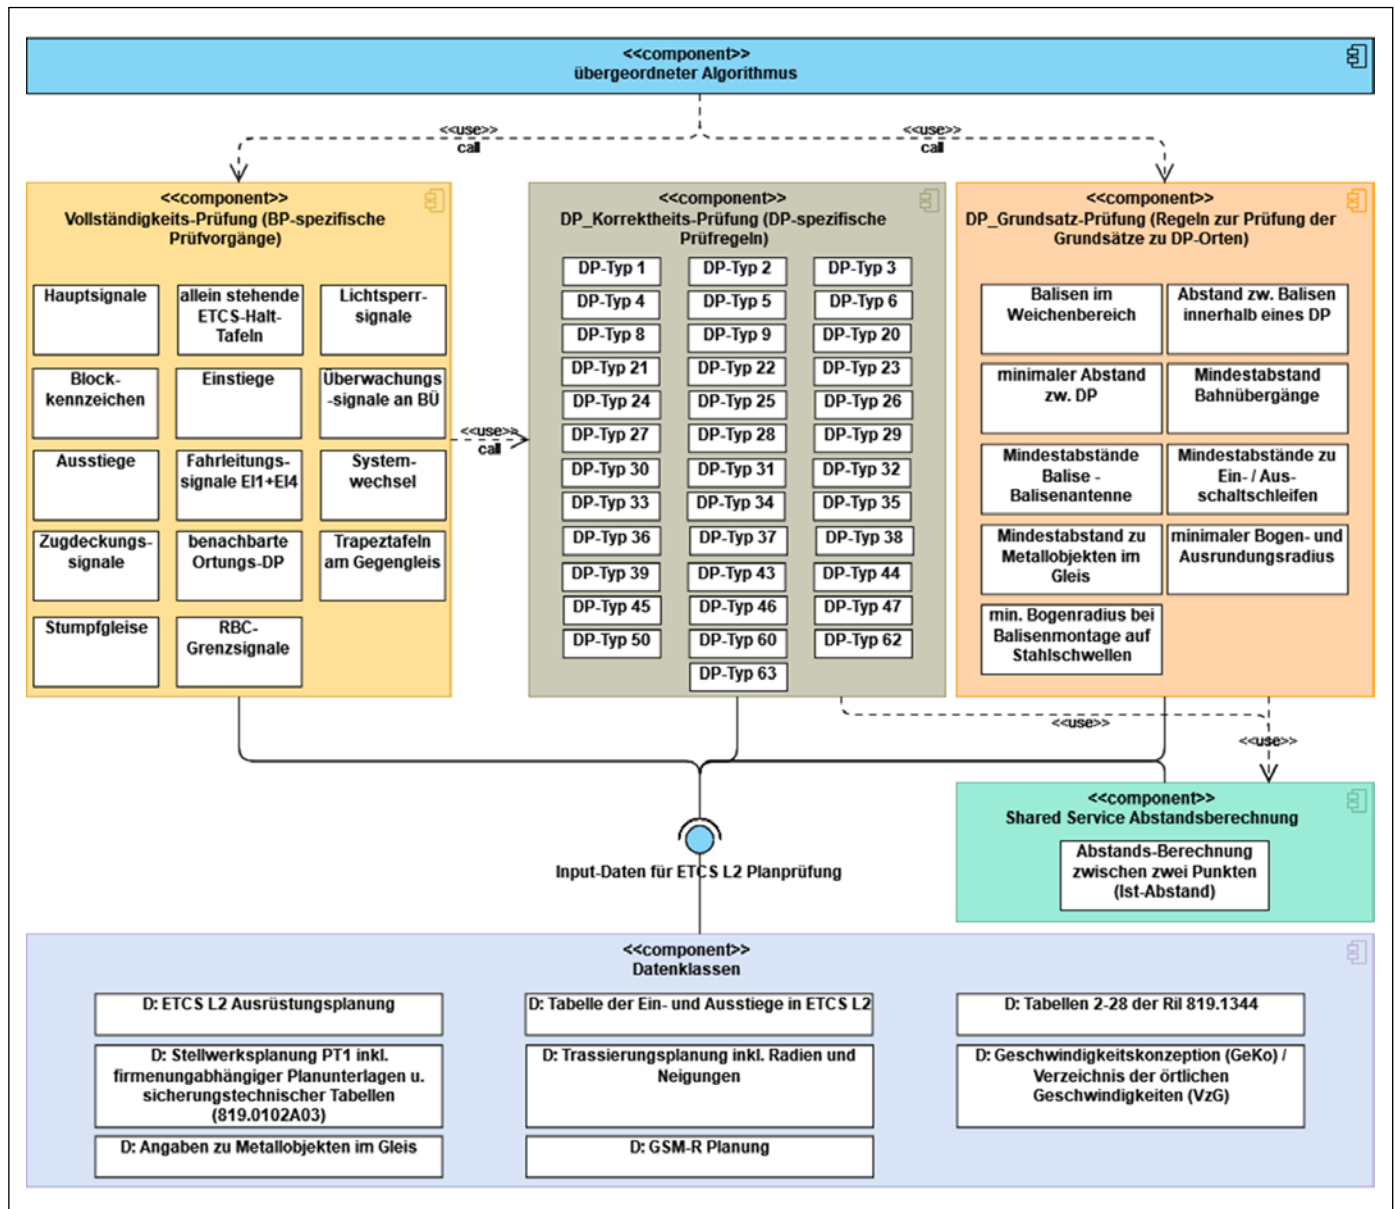 <<component>>
übergeordneter Algorithmus
<<use>>
call
<<use>>
call
<<component>>
Vollständigkeits-Prüfung (BP-spezifische
Prüfvorgänge)
Hauptsignale
allein stehende
ETCS-Halt-
Tafeln
Lichtsperr-
signale
Block-
kennzeichen
Einstiege
Überwachungs
-signale an BÜ
Ausstiege
Fahrleitungs-
signale El1+El4
System-
wechsel
Zugdeckungs-
signale
benachbarte
Ortungs-DP
Trapeztafeln
am Gegengleis
Stumpfgleise
RBC-
Grenzsignale
<<use>>
call
<<component>>
DP_Korrektheits-Prüfung (DP-spezifische
Prüfregeln)
DP-Typ 1
DP-Typ 2
DP-Typ 3
DP-Typ 4
DP-Typ 5
DP-Typ 6
DP-Typ 8
DP-Typ 9
DP-Typ 20
DP-Typ 21
DP-Typ 22
DP-Typ 23
DP-Typ 24
DP-Typ 25
DP-Typ 26
DP-Typ 27
DP-Typ 28
DP-Typ 29
DP-Typ 30
DP-Typ 31
DP-Typ 32
DP-Typ 33
DP-Typ 34
DP-Typ 35
DP-Typ 36
DP-Typ 37
DP-Typ 38
DP-Typ 39
DP-Typ 43
DP-Typ 44
DP-Typ 45
DP-Typ 46
DP-Typ 47
DP-Typ 50
DP-Typ 60
DP-Typ 62
DP-Typ 63
<<component>>
DP_Grundsatz-Prüfung (Regeln zur Prüfung der
Grundsätze zu DP-Orten)
Balisen im
Weichenbereich
Abstand zw. Balisen
innerhalb eines DP
minimaler Abstand
zw. DP
Mindestabstand
Bahnübergänge
Mindestabstände
Balise -
Balisenantenne
Mindestabstände zu
Ein- / Aus-
schaltschleifen
Mindestabstand zu
Metallobjekten im
Gleis
minimaler Bogen- und
Ausrundungsradius
min. Bogenradius bei
Balisenmontage auf
Stahlschwellen
<<use>>
<<use>>
<<component>>
Shared Service Abstandsberechnung
Abstands-Berechnung
zwischen zwei Punkten
(Ist-Abstand)
Input-Daten für ETCS L2 Planprüfung
<<component>>
Datenklassen
D: ETCS L2 Ausrüstungsplanung
D: Tabelle der Ein- und Ausstiege in ETCS L2
D: Tabellen 2-28 der Ril 819.1344
D: Stellwerksplanung PT1 inkl.
firmenungabhängiger Planunterlagen u.
sicherungstechnischer Tabellen
(819.0102A03)
D: Trassierungsplanung inkl. Radien und
Neigungen
D: Geschwindigkeitskonzeption (GeKo) /
Verzeichnis der örtlichen
Geschwindigkeiten (VzG)
D: Angaben zu Metallobjekten im Gleis
D: GSM-R Planung